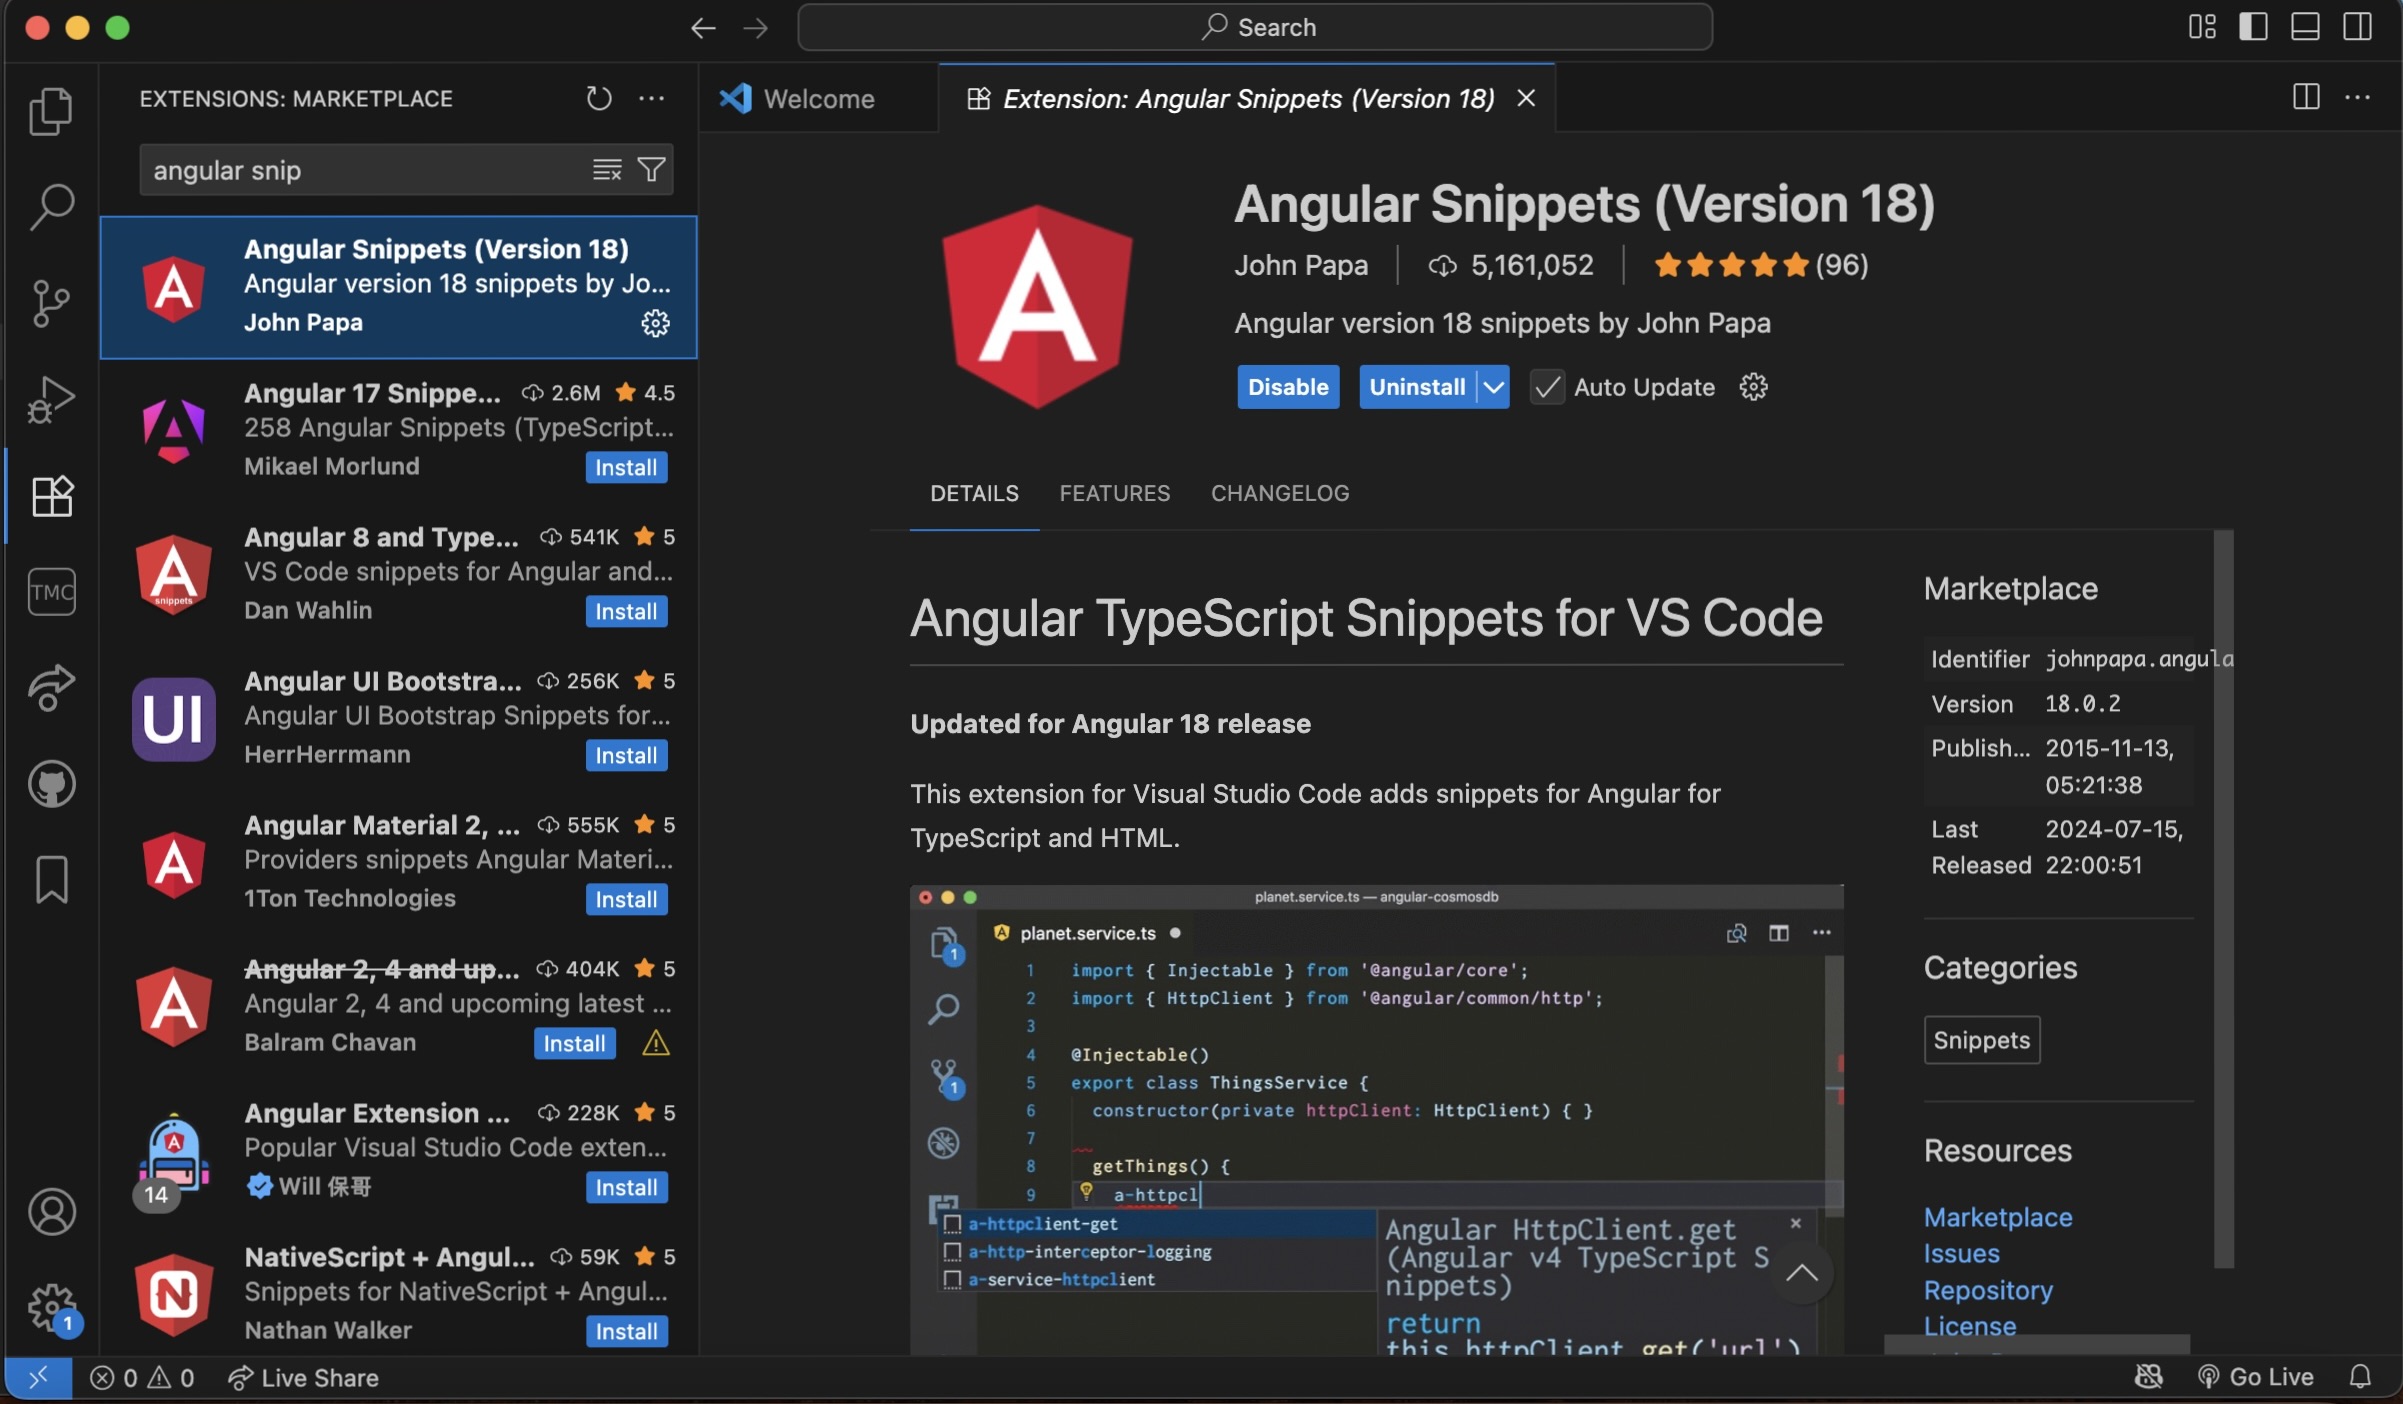 Search
EXTENSIONS: MARKETPLACE
angular snip
Angular Snippets (Version 18)
Angular version 18 snippets by Jo...
John Papa
Angular 17 Snippe... 2.6M 4.5
258 Angular Snippets (TypeScript...
Mikael Morlund Install
Angular 8 and Type... 541K 5
VS Code snippets for Angular and...
Dan Wahlin Install
snippets
Angular UI Bootstra... 256K 5
Angular UI Bootstrap Snippets for...
HerrHerrmann Install
UI
Angular Material 2, ... 555K 5
Providers snippets Angular Materi...
1Ton Technologies Install
Angular 2, 4 and up... 404K 5
Angular 2, 4 and upcoming latest ...
Balram Chavan Install
Angular Extension ... 228K 5
Popular Visual Studio Code exten...
Will 保哥 Install
14
NativeScript + Angul... 59K 5
Snippets for NativeScript + Angul...
Nathan Walker Install
TMC
1
Welcome
Extension: Angular Snippets (Version 18)
Angular Snippets (Version 18)
John Papa 5,161,052 (96)
Angular version 18 snippets by John Papa
Disable Uninstall Auto Update
DETAILS FEATURES CHANGELOG
Angular TypeScript Snippets for VS Code
Updated for Angular 18 release
This extension for Visual Studio Code adds snippets for Angular for
TypeScript and HTML.
planet.service.ts — angular-cosmosdb
planet.service.ts
1
1
1 import { Injectable } from '@angular/core';
2 import { HttpClient } from '@angular/common/http';
3
4 @Injectable()
5 export class ThingsService {
6 constructor(private httpClient: HttpClient) { }
7
8 getThings() {
9 a-httpcl
a-httpclient-get
a-http-interceptor-logging
a-service-httpclient
Angular HttpClient.get
(Angular v4 TypeScript S
nippets)
return
this.httpClient.get('url')
Marketplace
Identifier johnpapa.angula
Version 18.0.2
Publish... 2015-11-13,
05:21:38
Last 2024-07-15,
Released 22:00:51
Categories
Snippets
Resources
Marketplace
Issues
Repository
License
0 0 Live Share
Go Live